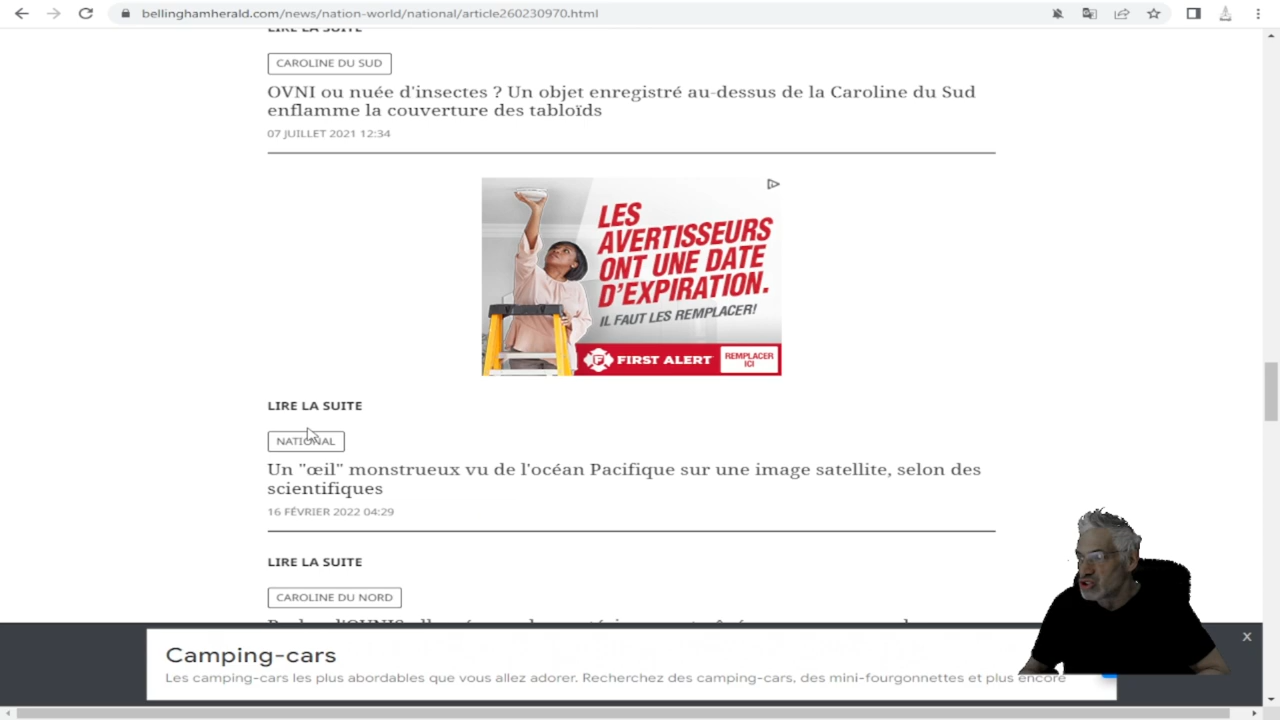 bellinghamherald.com/news/nation-world/national/article260230970.html
LIRE LA SUITE
CAROLINE DU SUD
OVNI ou nuée d'insectes ? Un objet enregistré au-dessus de la Caroline du Sud
enflamme la couverture des tabloïds
07 JUILLET 2021 12:34
LES
AVERTISSEURS
ONT UNE DATE
D'EXPIRATION.
IL FAUT LES REMPLACER!
FIRST ALERT
REMPLACER
ICI
LIRE LA SUITE
NATIONAL
Un "œil" monstrueux vu de l'océan Pacifique sur une image satellite, selon des
scientifiques
16 FÉVRIER 2022 04:29
LIRE LA SUITE
CAROLINE DU NORD
Camping-cars
Les camping-cars les plus abordables que vous allez adorer. Recherchez des camping-cars, des mini-fourgonnettes et plus encore